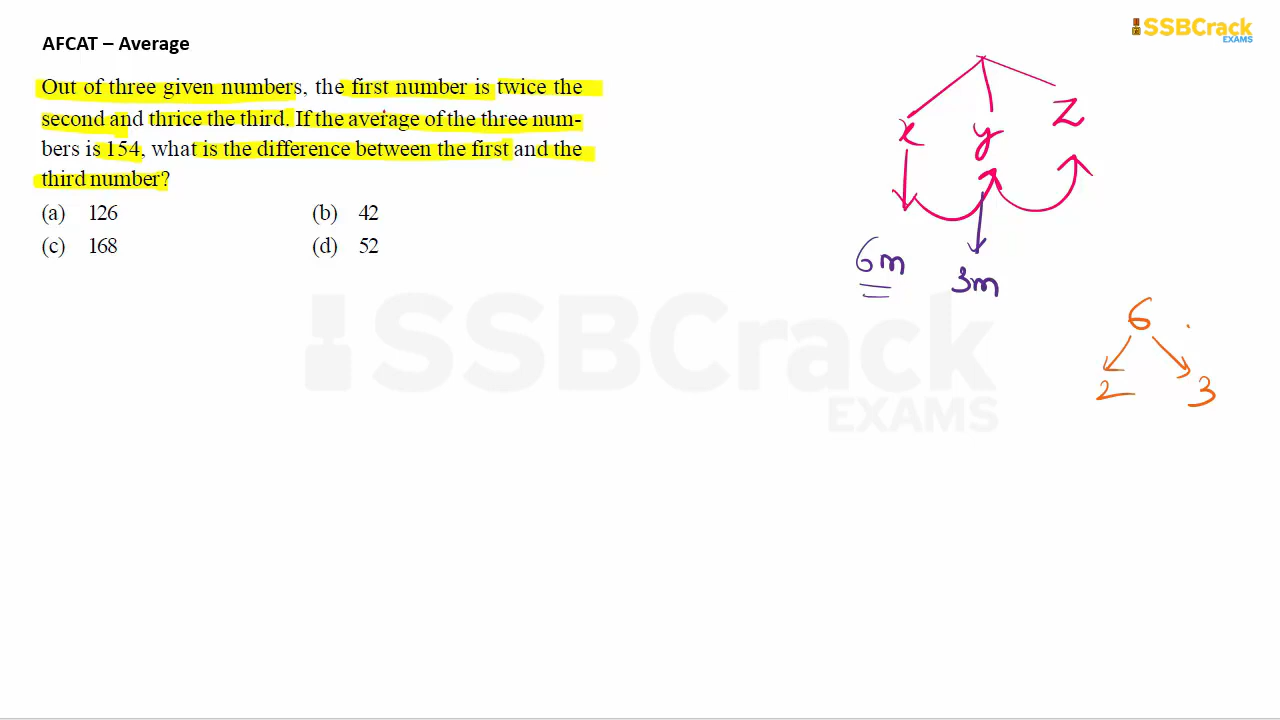 SSBCrack
EXAMS
AFCAT – Average
Out of three given numbers, the first number is twice the
second and thrice the third. If the average of the three num-
bers is 154, what is the difference between the first and the
third number?
(a) 126 (b) 42
(c) 168 (d) 52
x y z
6m 3m
6
2 3
SSBCrack
EXAMS